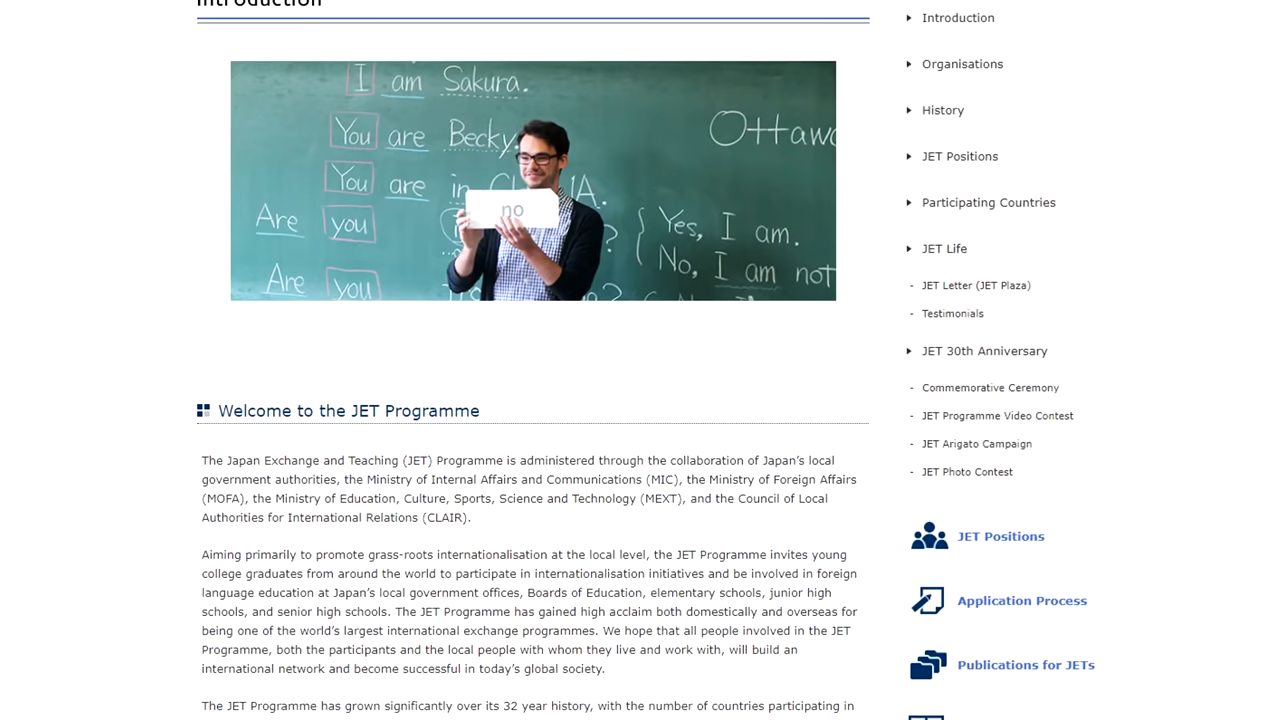 Introduction
I am Sakura.
You are Becky.
Ottawa
You are in
Are you
no
Yes, I am.
No, I am not
Are you
Welcome to the JET Programme
The Japan Exchange and Teaching (JET) Programme is administered through the collaboration of Japan’s local
government authorities, the Ministry of Internal Affairs and Communications (MIC), the Ministry of Foreign Affairs
(MOFA), the Ministry of Education, Culture, Sports, Science and Technology (MEXT), and the Council of Local
Authorities for International Relations (CLAIR).
Aiming primarily to promote grass-roots internationalisation at the local level, the JET Programme invites young
college graduates from around the world to participate in internationalisation initiatives and be involved in foreign
language education at Japan’s local government offices, Boards of Education, elementary schools, junior high
schools, and senior high schools. The JET Programme has gained high acclaim both domestically and overseas for
being one of the world’s largest international exchange programmes. We hope that all people involved in the JET
Programme, both the participants and the local people with whom they live and work with, will build an
international network and become successful in today’s global society.
The JET Programme has grown significantly over its 32 year history, with the number of countries participating in
Introduction
Organisations
History
JET Positions
Participating Countries
JET Life
- JET Letter (JET Plaza)
- Testimonials
JET 30th Anniversary
- Commemorative Ceremony
- JET Programme Video Contest
- JET Arigato Campaign
- JET Photo Contest
JET Positions
Application Process
Publications for JETs